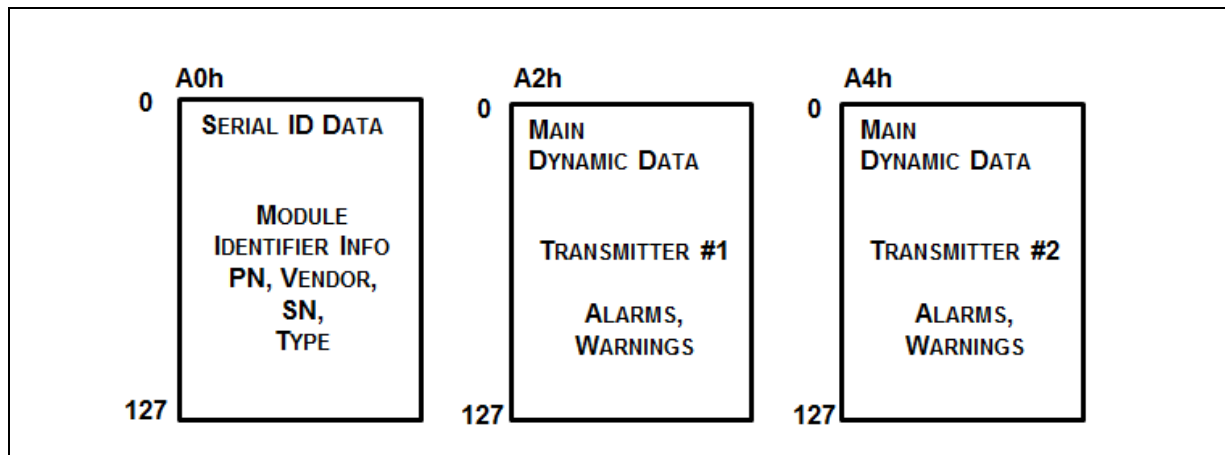 A0h
0
SERIAL ID DATA
MODULE
IDENTIFIER INFO
PN, VENDOR,
SN,
TYPE
127
A2h
0
MAIN
DYNAMIC DATA
TRANSMITTER #1
ALARMS,
WARNINGS
127
A4h
0
MAIN
DYNAMIC DATA
TRANSMITTER #2
ALARMS,
WARNINGS
127